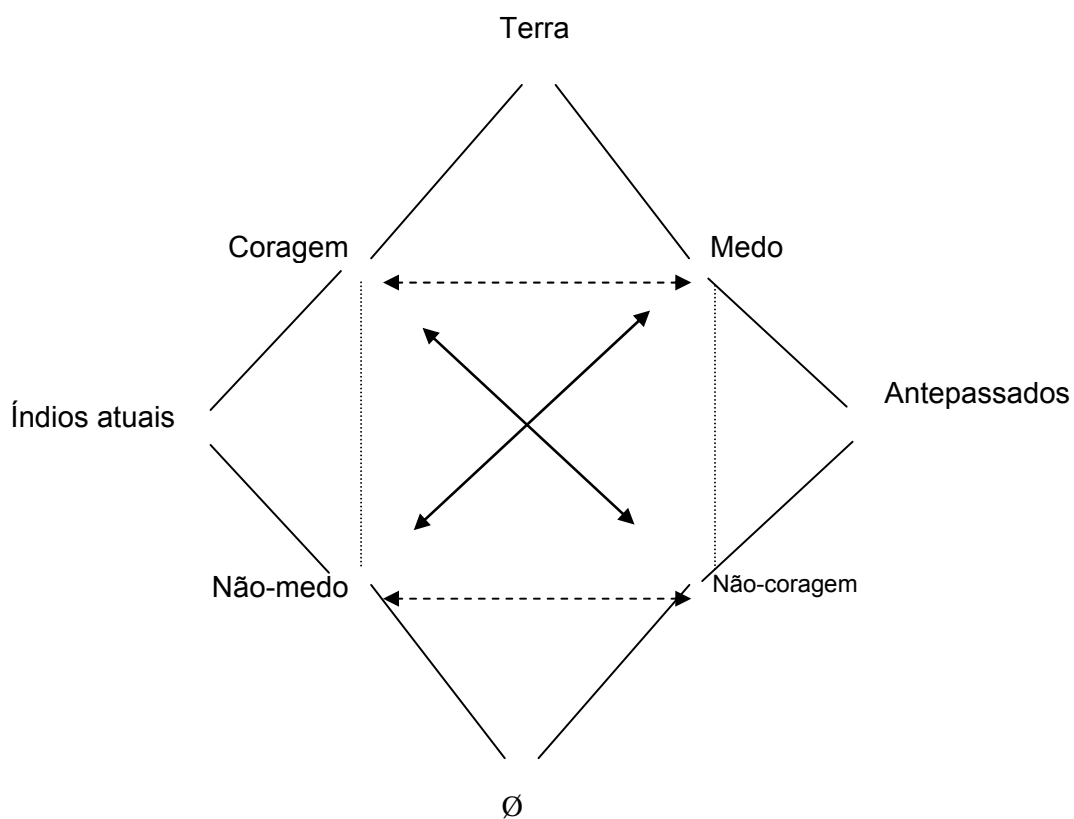 Terra
Coragem
Medo
Índios atuais
Antepassados
Não-medo
Não-coragem
Ø